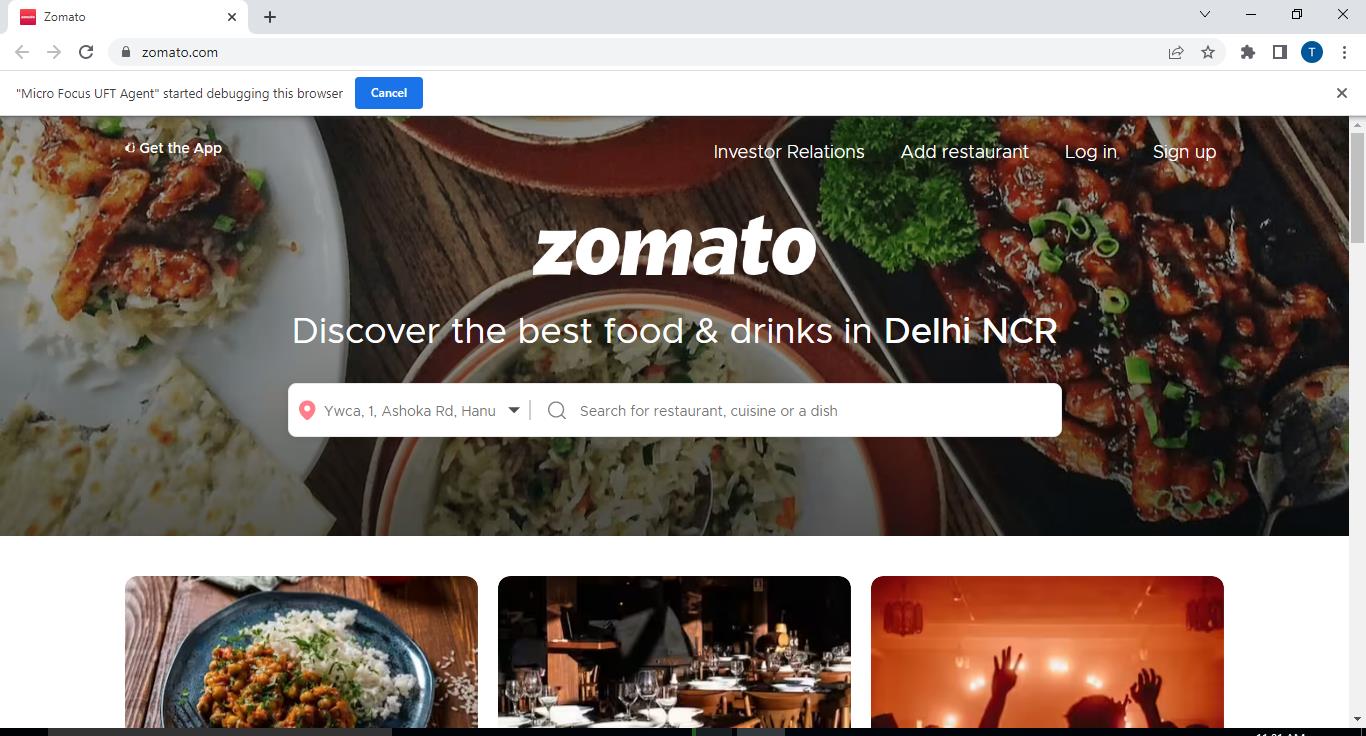 Zomato
zomato.com
T
"Micro Focus UFT Agent" started debugging this browser
Cancel
Get the App
Investor Relations
Add restaurant
Log in
Sign up
zomato
Discover the best food & drinks in Delhi NCR
Ywca, 1, Ashoka Rd, Hanu
Search for restaurant, cuisine or a dish